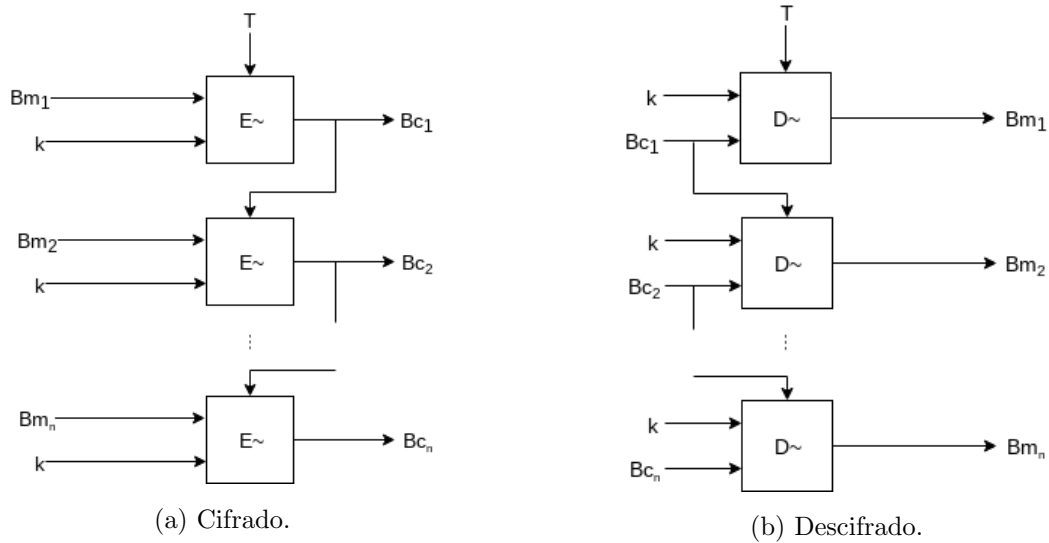 T
Bm1
k
E~
Bc1
Bm2
k
E~
Bc2
Bmn
k
E~
Bcn
(a) Cifrado.
T
k
Bc1
D~
Bm1
k
Bc2
D~
Bm2
k
Bcn
D~
Bmn
(b) Descifrado.